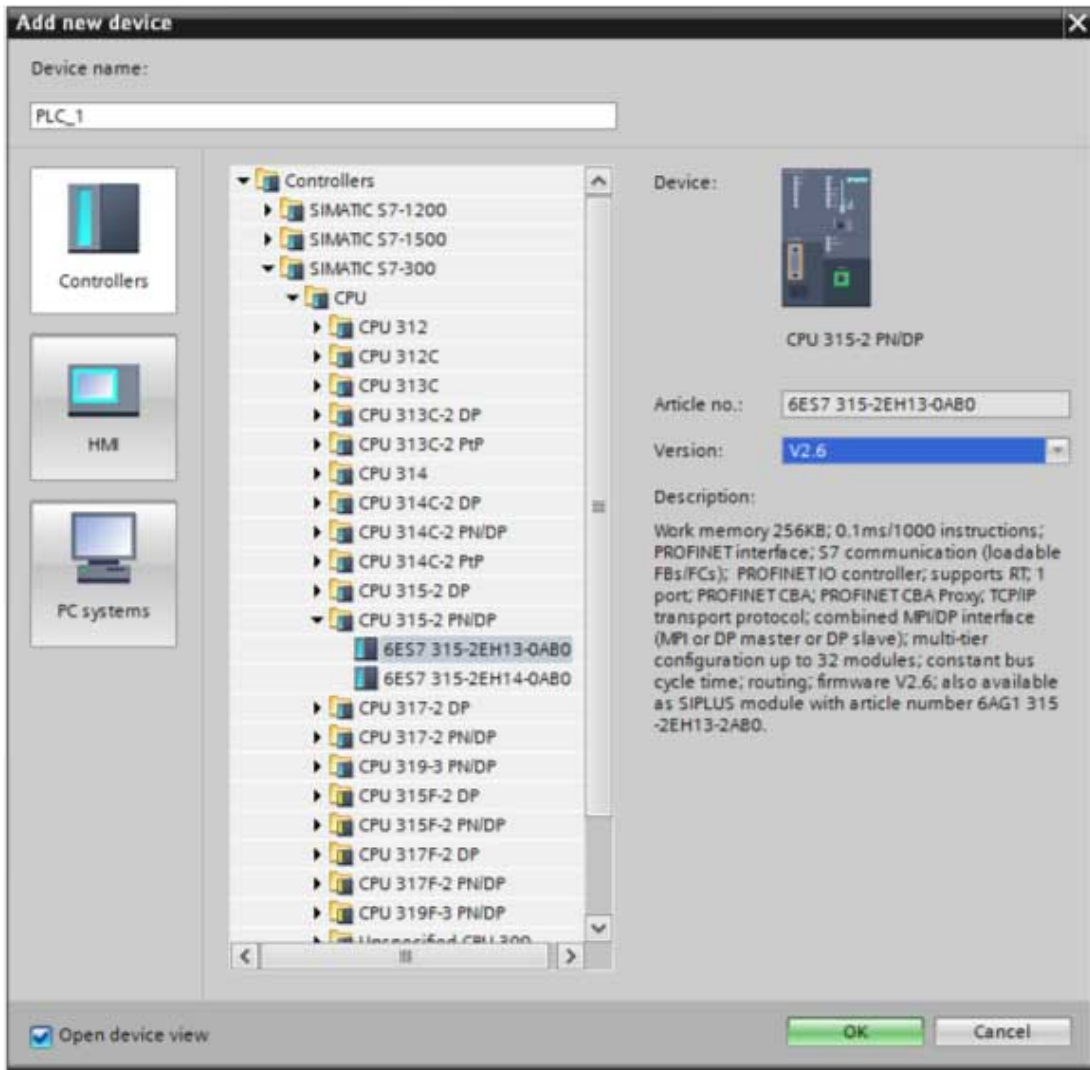 Add new device
Device name:
PLC_1
Controllers
HMI
PC systems
Controllers
SIMATIC S7-1200
SIMATIC S7-1500
SIMATIC S7-300
CPU
CPU 312
CPU 312C
CPU 313C
CPU 313C-2 DP
CPU 313C-2 PtP
CPU 314
CPU 314C-2 DP
CPU 314C-2 PN/DP
CPU 314C-2 PtP
CPU 315-2 DP
CPU 315-2 PN/DP
6ES7 315-2EH13-0AB0
6ES7 315-2EH14-0AB0
CPU 317-2 DP
CPU 317-2 PN/DP
CPU 319-3 PN/DP
CPU 315F-2 DP
CPU 315F-2 PN/DP
CPU 317F-2 DP
CPU 317F-2 PN/DP
CPU 319F-3 PN/DP
Unspecified CPU 300
Device:
CPU 315-2 PN/DP
Article no.: 6ES7 315-2EH13-0AB0
Version: V2.6
Description:
Work memory 256KB; 0.1ms/1000 instructions;
PROFINET interface; S7 communication (loadable
FBs/FCs); PROFINET IO controller; supports RT; 1
port; PROFINET CBA; PROFINET CBA Proxy; TCP/IP
transport protocol; combined MPI/DP interface
(MPI or DP master or DP slave); multi-tier
configuration up to 32 modules; constant bus
cycle time; routing; firmware V2.6; also available
as SIPLUS module with article number 6AG1 315
-2EH13-2AB0.
Open device view
OK
Cancel